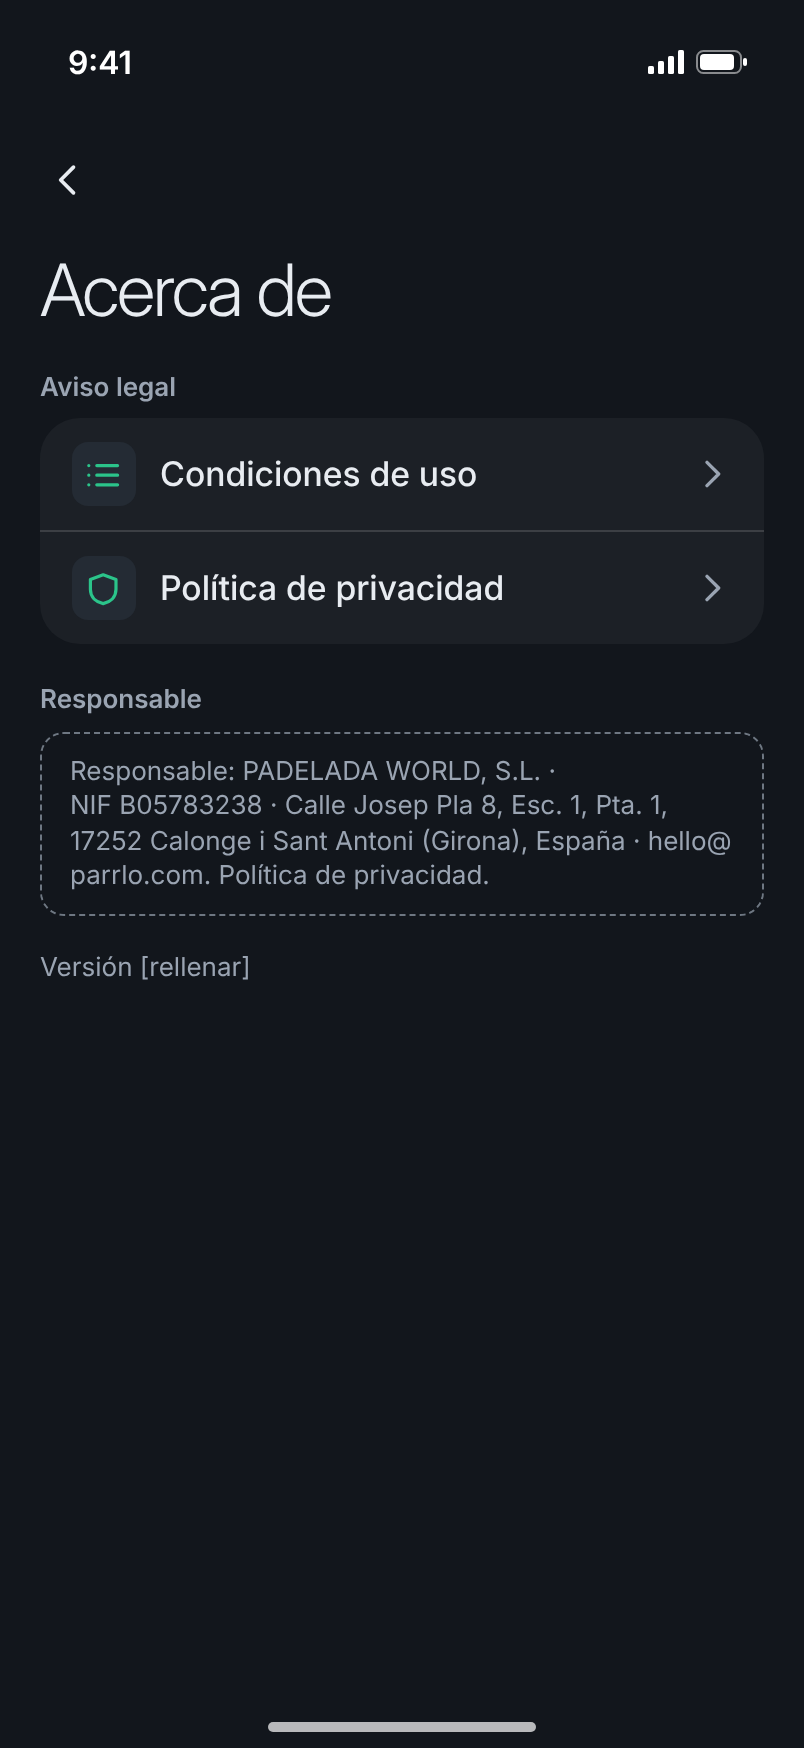 9:41
Acerca de
Aviso legal
Condiciones de uso
Política de privacidad
Responsable
Responsable: PADELADA WORLD, S.L. ·
NIF B05783238 · Calle Josep Pla 8, Esc. 1, Pta. 1,
17252 Calonge i Sant Antoni (Girona), España · hello@
parrlo.com. Política de privacidad.
Versión [rellenar]